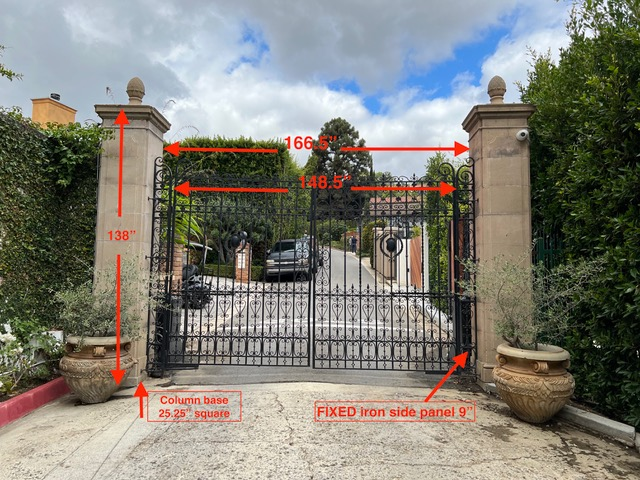 166.5”
148.5”
138”
Column base
25.25” square
FIXED iron side panel 9”